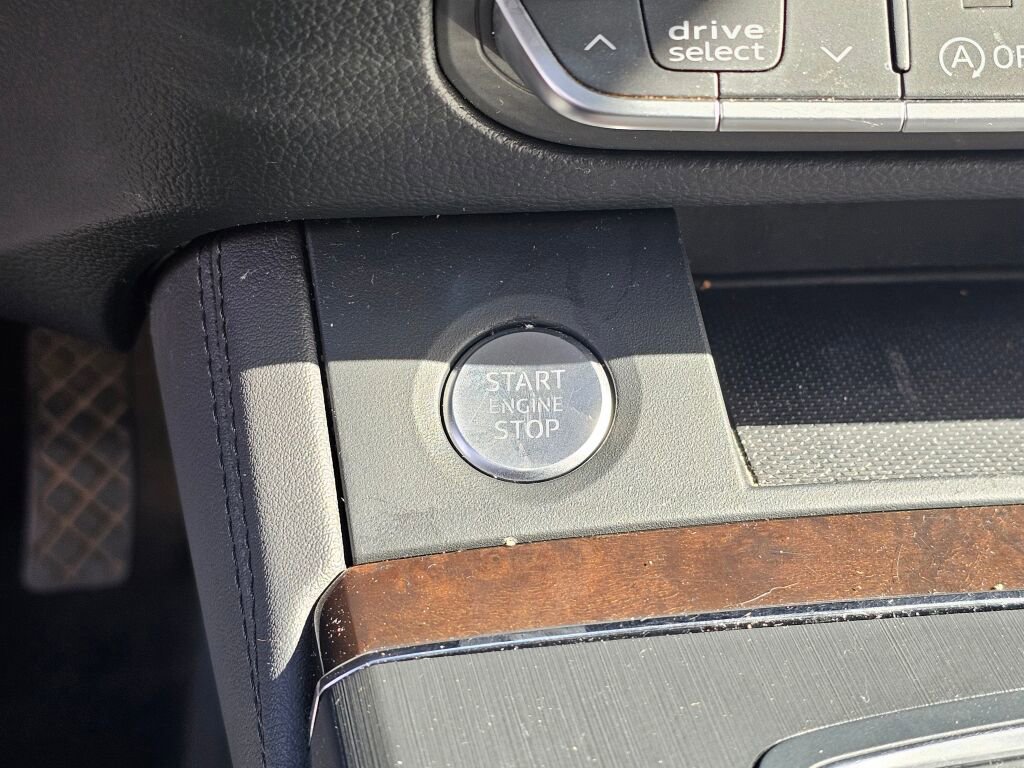 drive
select
A OF
START
ENGINE
STOP